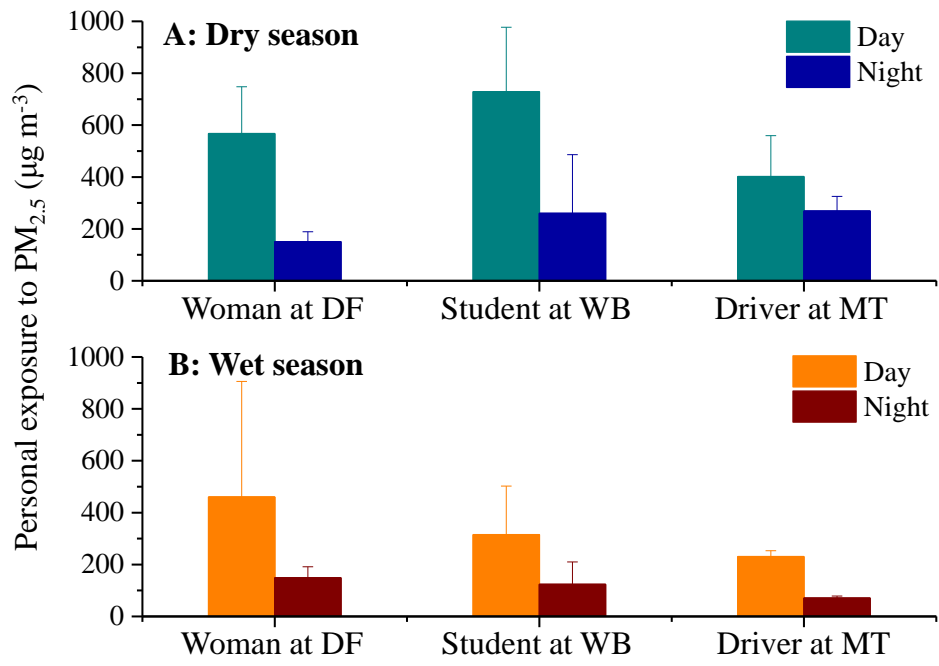 Personal exposure to PM2.5 (μg m-3)
A: Dry season
Day
Night
1000
800
600
400
200
0
Woman at DF Student at WB Driver at MT
B: Wet season
Day
Night
1000
800
600
400
200
0
Woman at DF Student at WB Driver at MT